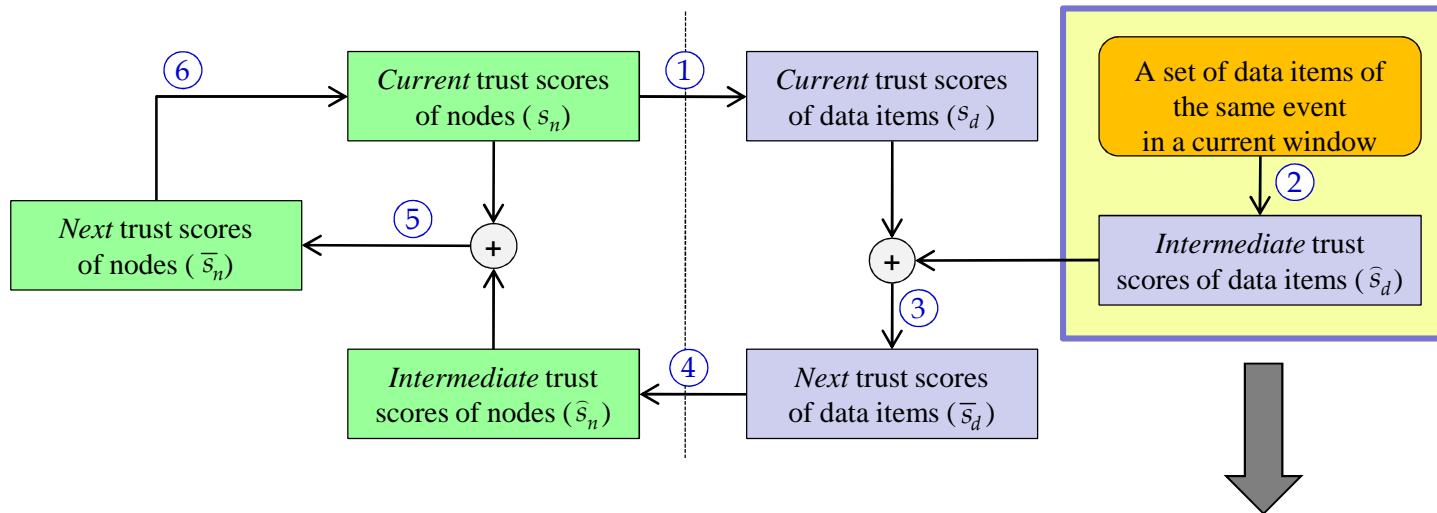 ⑥
Current trust scores
of nodes ( s_n)
①
Current trust scores
of data items (s_d)
A set of data items of
the same event
in a current window
②
Next trust scores
of nodes ( s̅_n)
⑤
+
+
Intermediate trust
scores of data items (ŝ_d)
③
Intermediate trust
scores of nodes (ŝ_n)
④
Next trust scores
of data items (s̅_d)